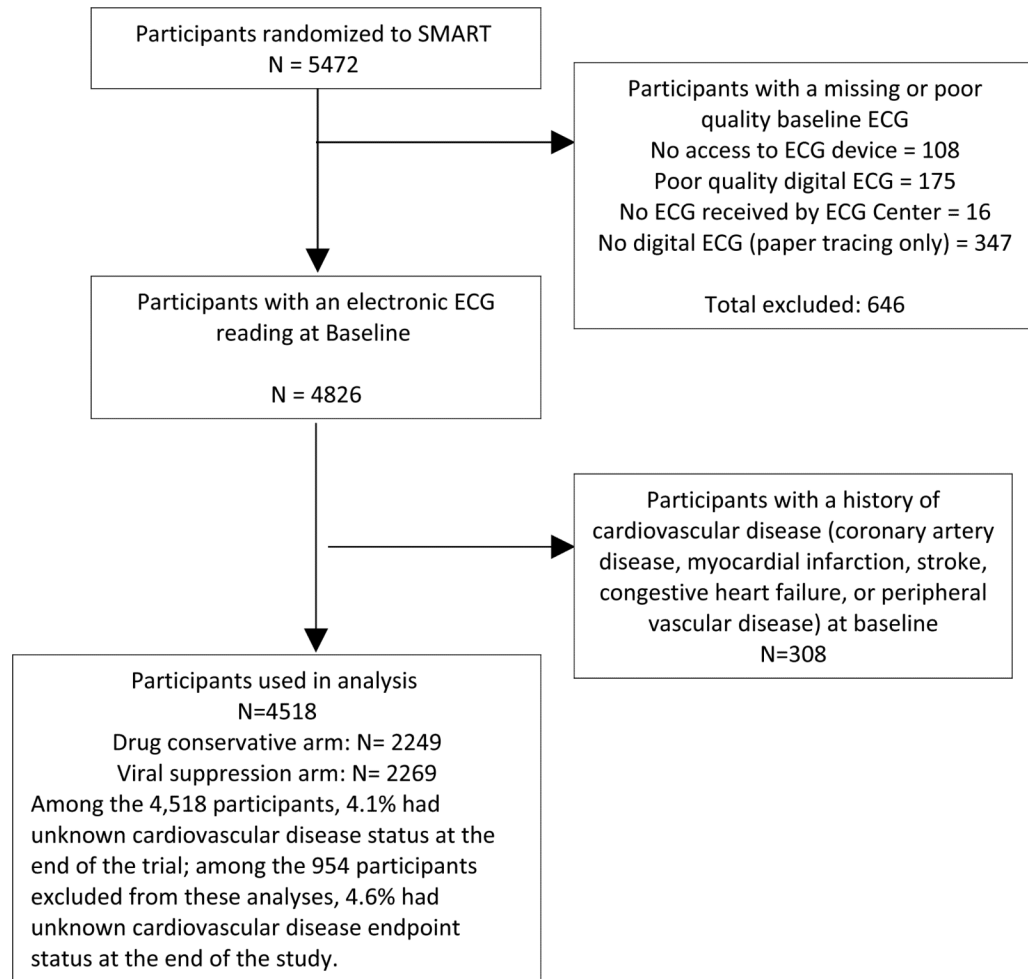 Participants randomized to SMART
N = 5472
Participants with a missing or poor
quality baseline ECG
No access to ECG device = 108
Poor quality digital ECG = 175
No ECG received by ECG Center = 16
No digital ECG (paper tracing only) = 347
Total excluded: 646
Participants with an electronic ECG
reading at Baseline
N = 4826
Participants with a history of
cardiovascular disease (coronary artery
disease, myocardial infarction, stroke,
congestive heart failure, or peripheral
vascular disease) at baseline
N=308
Participants used in analysis
N=4518
Drug conservative arm: N= 2249
Viral suppression arm: N= 2269
Among the 4,518 participants, 4.1% had
unknown cardiovascular disease status at the
end of the trial; among the 954 participants
excluded from these analyses, 4.6% had
unknown cardiovascular disease endpoint
status at the end of the study.